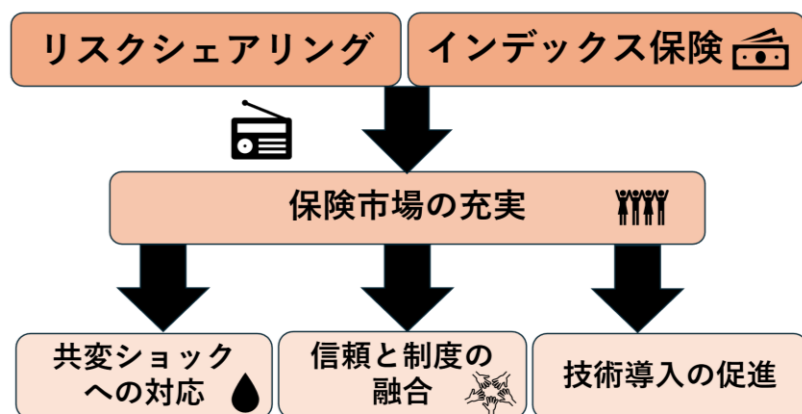 リスクシェアリング
インデックス保険
保険市場の充実
共変ショック
への対応
信頼と制度の
融合
技術導入の促進